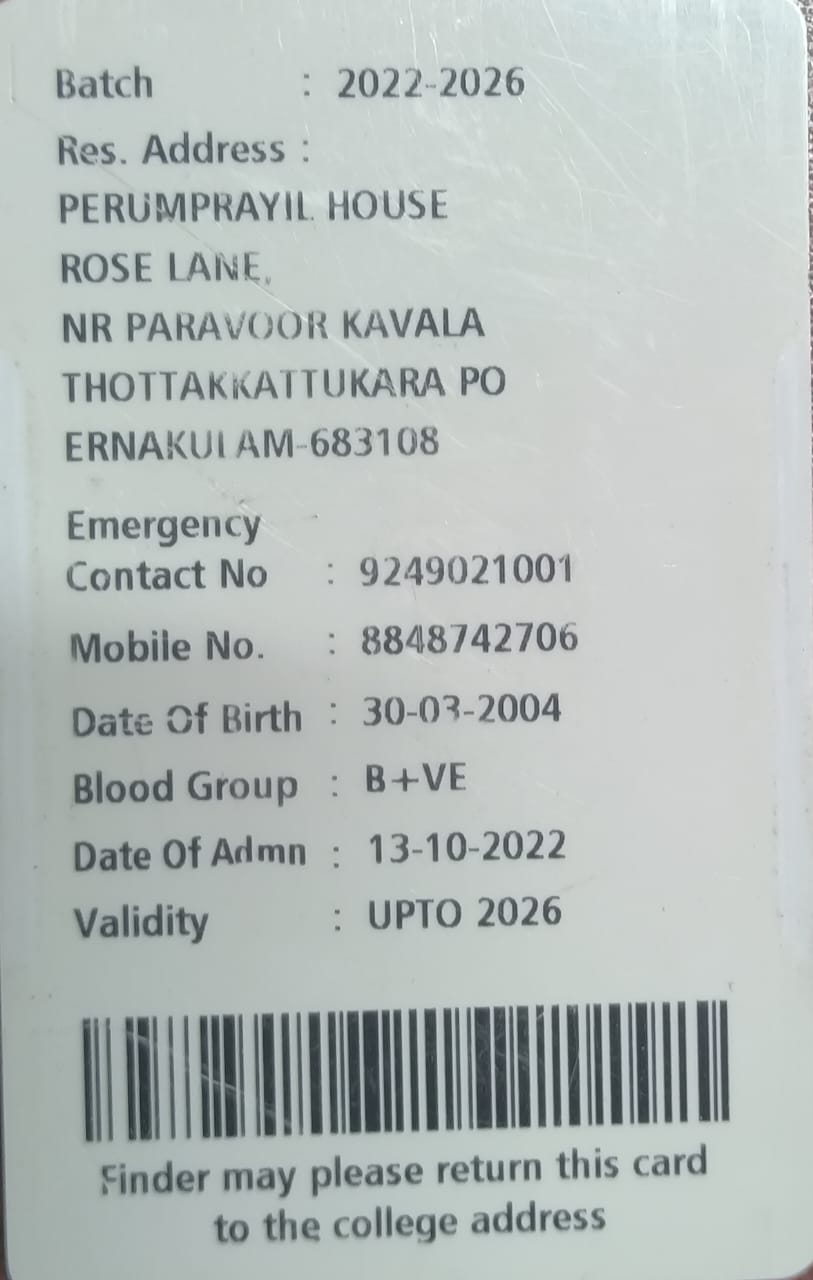 Batch : 2022-2026
Res. Address :
PERUMPRAYIL HOUSE
ROSE LANE,
NR PARAVOOR KAVALA
THOTTAKKATTUKARA PO
ERNAKULAM-683108
Emergency
Contact No : 9249021001
Mobile No. : 8848742706
Date Of Birth : 30-03-2004
Blood Group : B+VE
Date Of Admn : 13-10-2022
Validity : UPTO 2026
Finder may please return this card
to the college address